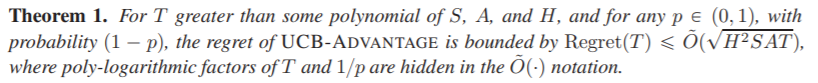 Theorem 1. For T greater than some polynomial of S, A, and H, and for any p ∈ (0, 1), with
probability (1 − p), the regret of UCB-ADVANTAGE is bounded by Regret(T) ⩽ Õ(√H²SAT),
where poly-logarithmic factors of T and 1/p are hidden in the Õ(·) notation.